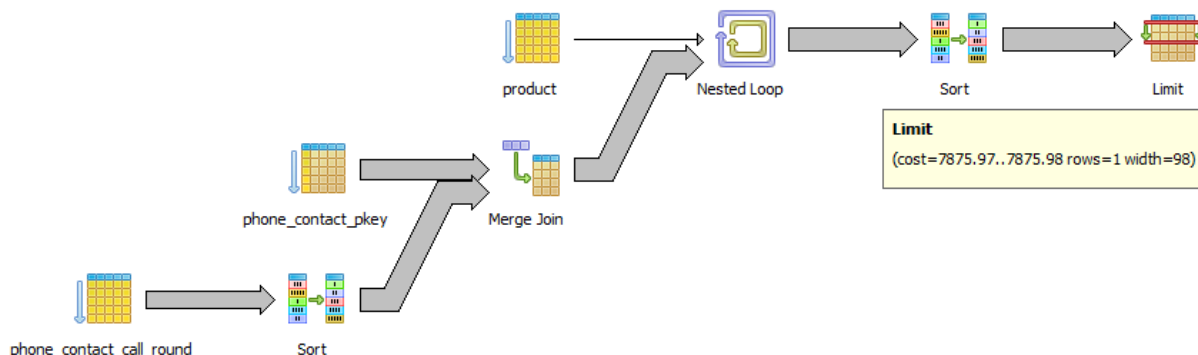 product
Nested Loop
Sort
Limit
Limit
(cost=7875.97..7875.98 rows=1 width=98)
phone_contact_pkey
Merge Join
phone_contact_call_round
Sort